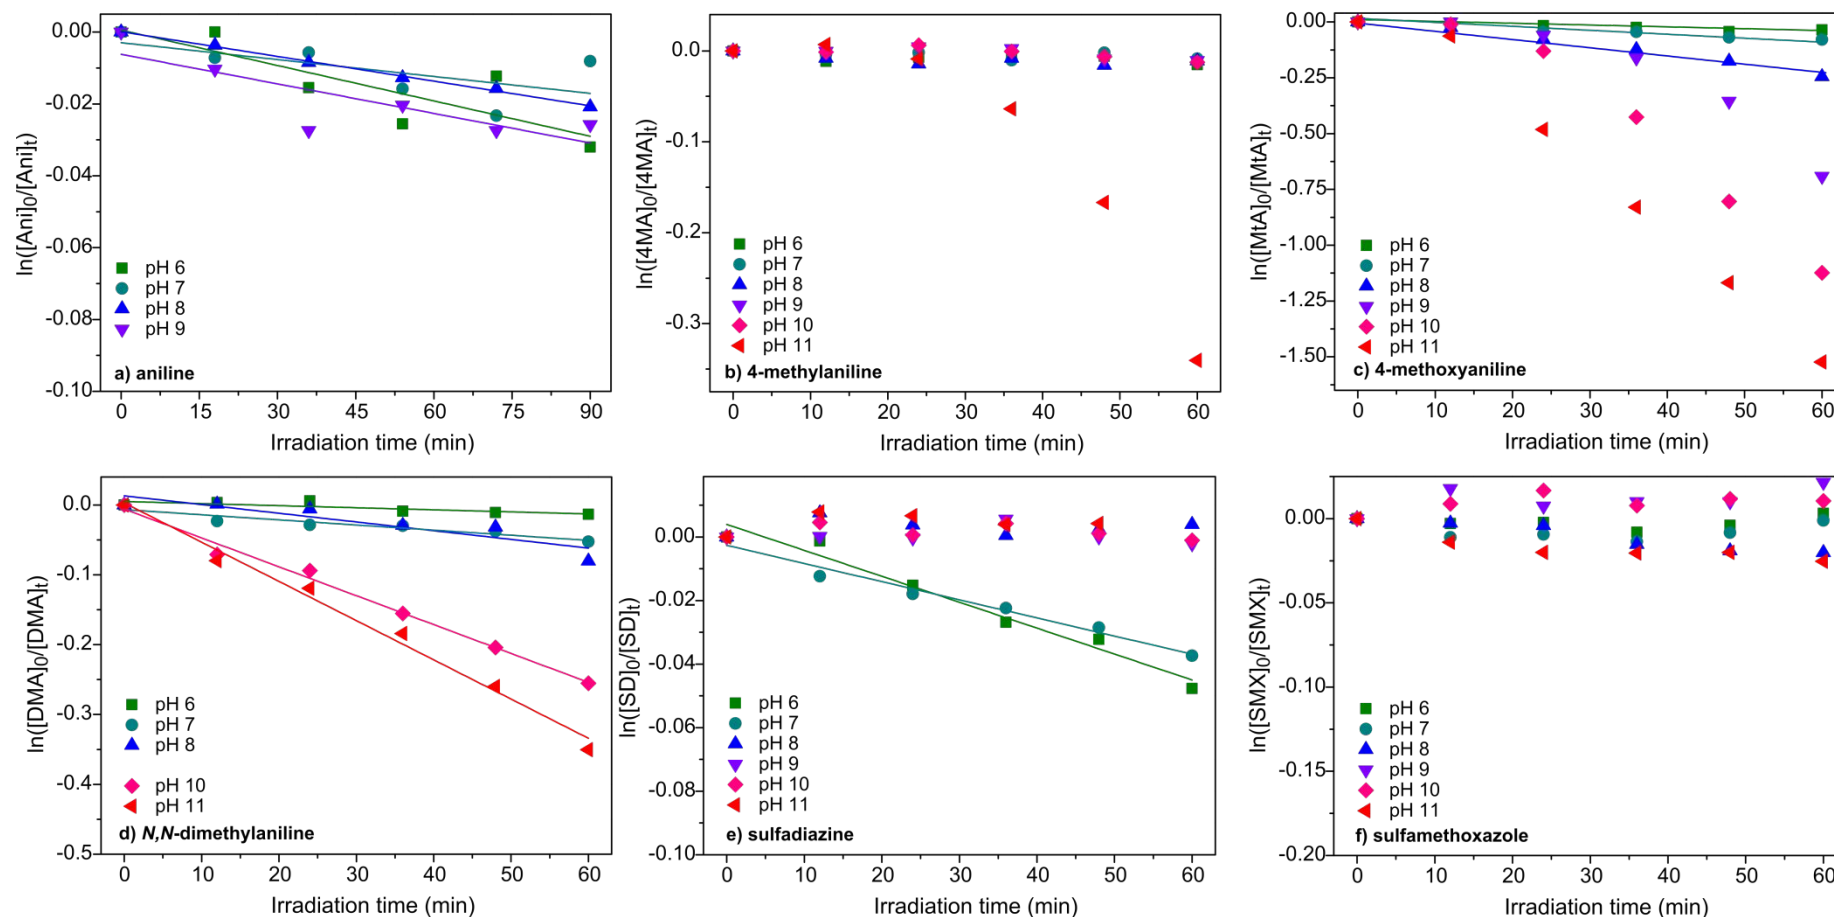 0.00
-0.02
-0.04
-0.06
-0.08
-0.10
ln([Ani]0/[Ani]t)
pH 6
pH 7
pH 8
pH 9
a) aniline
0 15 30 45 60 75 90
Irradiation time (min)
0.0
-0.1
-0.2
-0.3
ln([4MA]0/[4MA]t)
pH 6
pH 7
pH 8
pH 9
pH 10
pH 11
b) 4-methylaniline
0 10 20 30 40 50 60
Irradiation time (min)
0.00
-0.25
-0.50
-0.75
-1.00
-1.25
-1.50
ln([MtA]0/[MtA]t)
pH 6
pH 7
pH 8
pH 9
pH 10
pH 11
c) 4-methoxyaniline
0 10 20 30 40 50 60
Irradiation time (min)
0.0
-0.1
-0.2
-0.3
-0.4
-0.5
ln([DMA]0/[DMA]t)
pH 6
pH 7
pH 8
pH 10
pH 11
d) N,N-dimethylaniline
0 10 20 30 40 50 60
Irradiation time (min)
0.00
-0.02
-0.04
-0.06
-0.08
-0.10
ln([SD]0/[SD]t)
pH 6
pH 7
pH 8
pH 9
pH 10
pH 11
e) sulfadiazine
0 10 20 30 40 50 60
Irradiation time (min)
0.00
-0.05
-0.10
-0.15
-0.20
ln([SMX]0/[SMX]t)
pH 6
pH 7
pH 8
pH 9
pH 10
pH 11
f) sulfamethoxazole
0 10 20 30 40 50 60
Irradiation time (min)